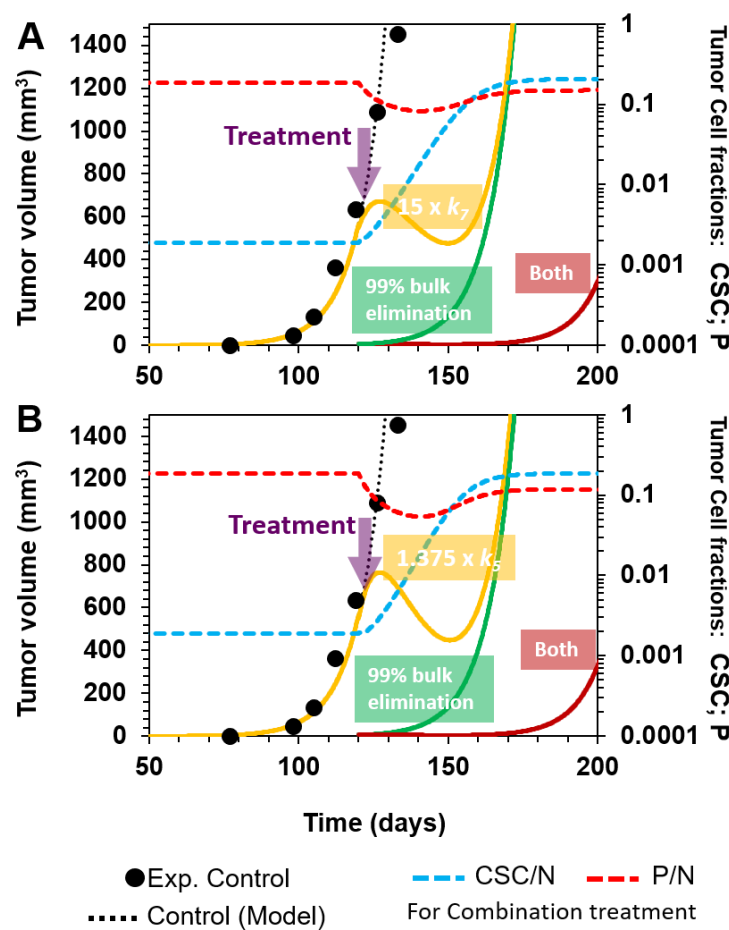 A
Tumor volume (mm³)
1400
1200
1000
800
600
400
200
0
Treatment
15 x k₇
99% bulk
elimination
Both
1
0.1
0.01
0.001
0.0001
Tumor Cell fractions: CSC; P
50
100
150
200
B
Tumor volume (mm³)
1400
1200
1000
800
600
400
200
0
Treatment
1.375 x k₅
99% bulk
elimination
Both
1
0.1
0.01
0.001
0.0001
Tumor Cell fractions: CSC; P
50
100
150
200
Time (days)
Exp. Control
CSC/N
P/N
Control (Model)
For Combination treatment